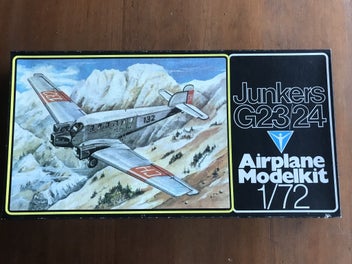 132
Junkers
G23/24
Airplane
Modelkit
1/72